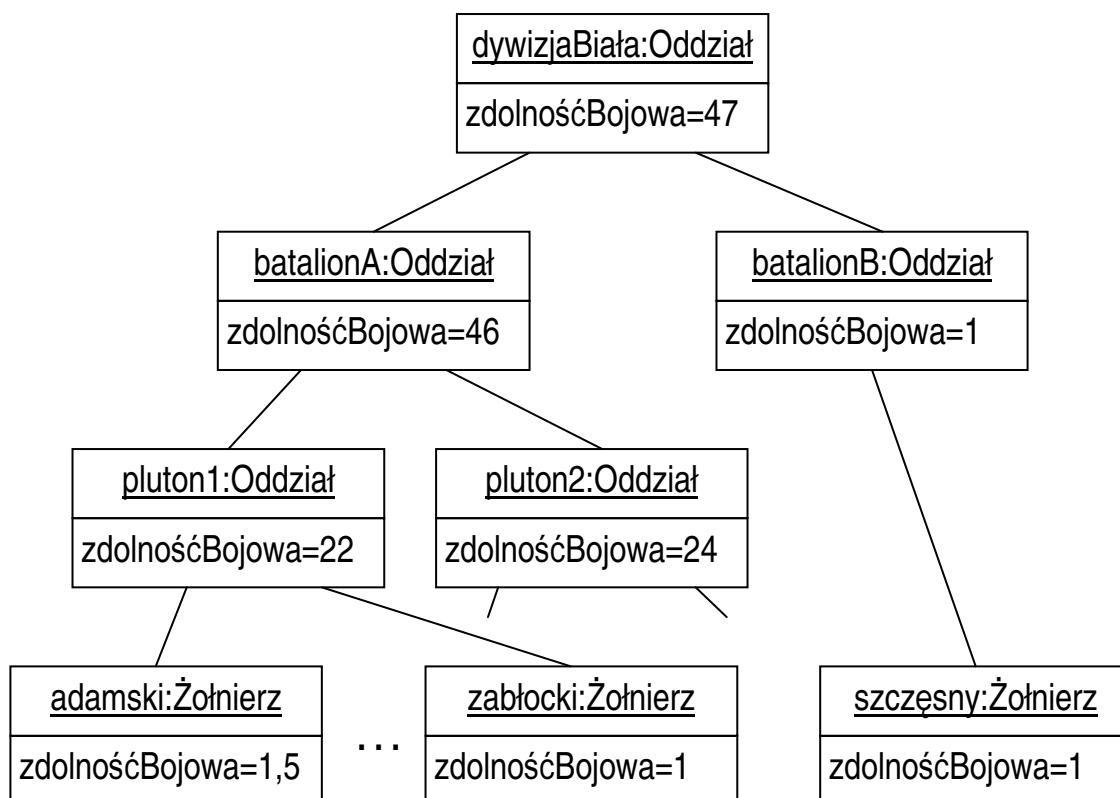 dywizjaBiała:Oddział
zdolnośćBojowa=47
batalionA:Oddział
zdolnośćBojowa=46
batalionB:Oddział
zdolnośćBojowa=1
pluton1:Oddział
zdolnośćBojowa=22
pluton2:Oddział
zdolnośćBojowa=24
adamski:Żołnierz
zdolnośćBojowa=1,5
...
zabłocki:Żołnierz
zdolnośćBojowa=1
szczęsny:Żołnierz
zdolnośćBojowa=1